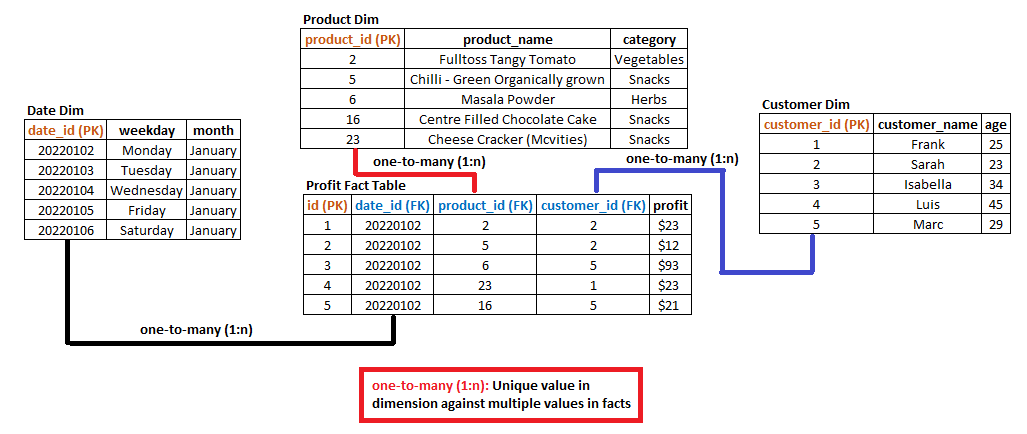 Product Dim
product_id (PK) product_name category
2 Fulltoss Tangy Tomato Vegetables
5 Chilli - Green Organically grown Snacks
6 Masala Powder Herbs
16 Centre Filled Chocolate Cake Snacks
23 Cheese Cracker (Mcvities) Snacks
Date Dim
date_id (PK) weekday month
20220102 Monday January
20220103 Tuesday January
20220104 Wednesday January
20220105 Friday January
20220106 Saturday January
Customer Dim
customer_id (PK) customer_name age
1 Frank 25
2 Sarah 23
3 Isabella 34
4 Luis 45
5 Marc 29
one-to-many (1:n)
one-to-many (1:n)
Profit Fact Table
id (PK) date_id (FK) product_id (FK) customer_id (FK) profit
1 20220102 2 2 $23
2 20220102 5 2 $12
3 20220102 6 5 $93
4 20220102 23 1 $23
5 20220102 16 5 $21
one-to-many (1:n)
one-to-many (1:n): Unique value in
dimension against multiple values in facts